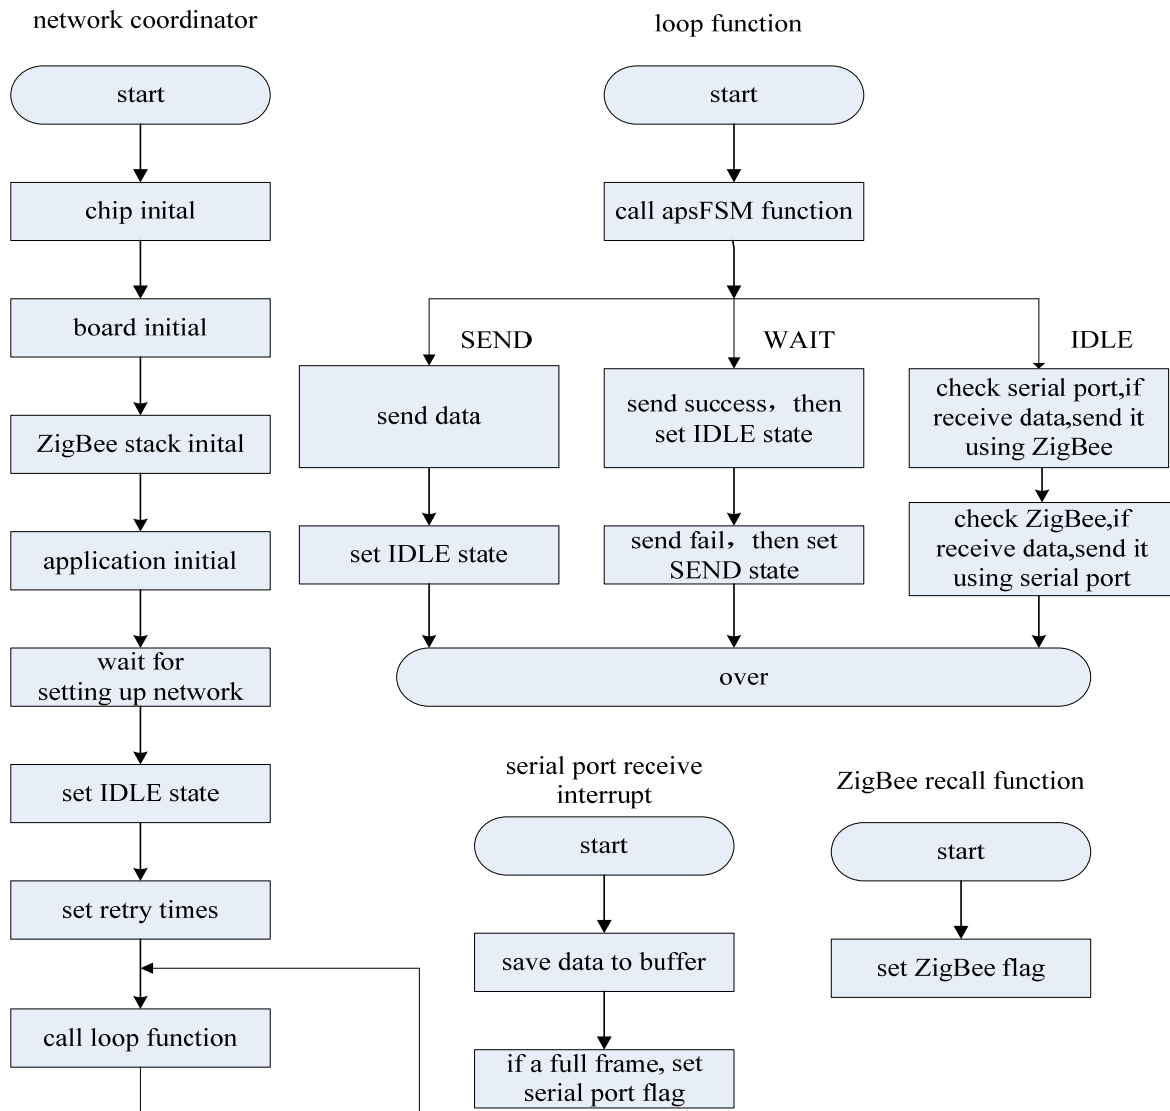 network coordinator
start
chip inital
board initial
ZigBee stack inital
application initial
wait for
setting up network
set IDLE state
set retry times
call loop function
loop function
start
call apsFSM function
SEND
send data
set IDLE state
WAIT
send success，then
set IDLE state
send fail，then set
SEND state
IDLE
check serial port,if
receive data,send it
using ZigBee
check ZigBee,if
receive data,send it
using serial port
over
serial port receive
interrupt
start
save data to buffer
if a full frame, set
serial port flag
ZigBee recall function
start
set ZigBee flag